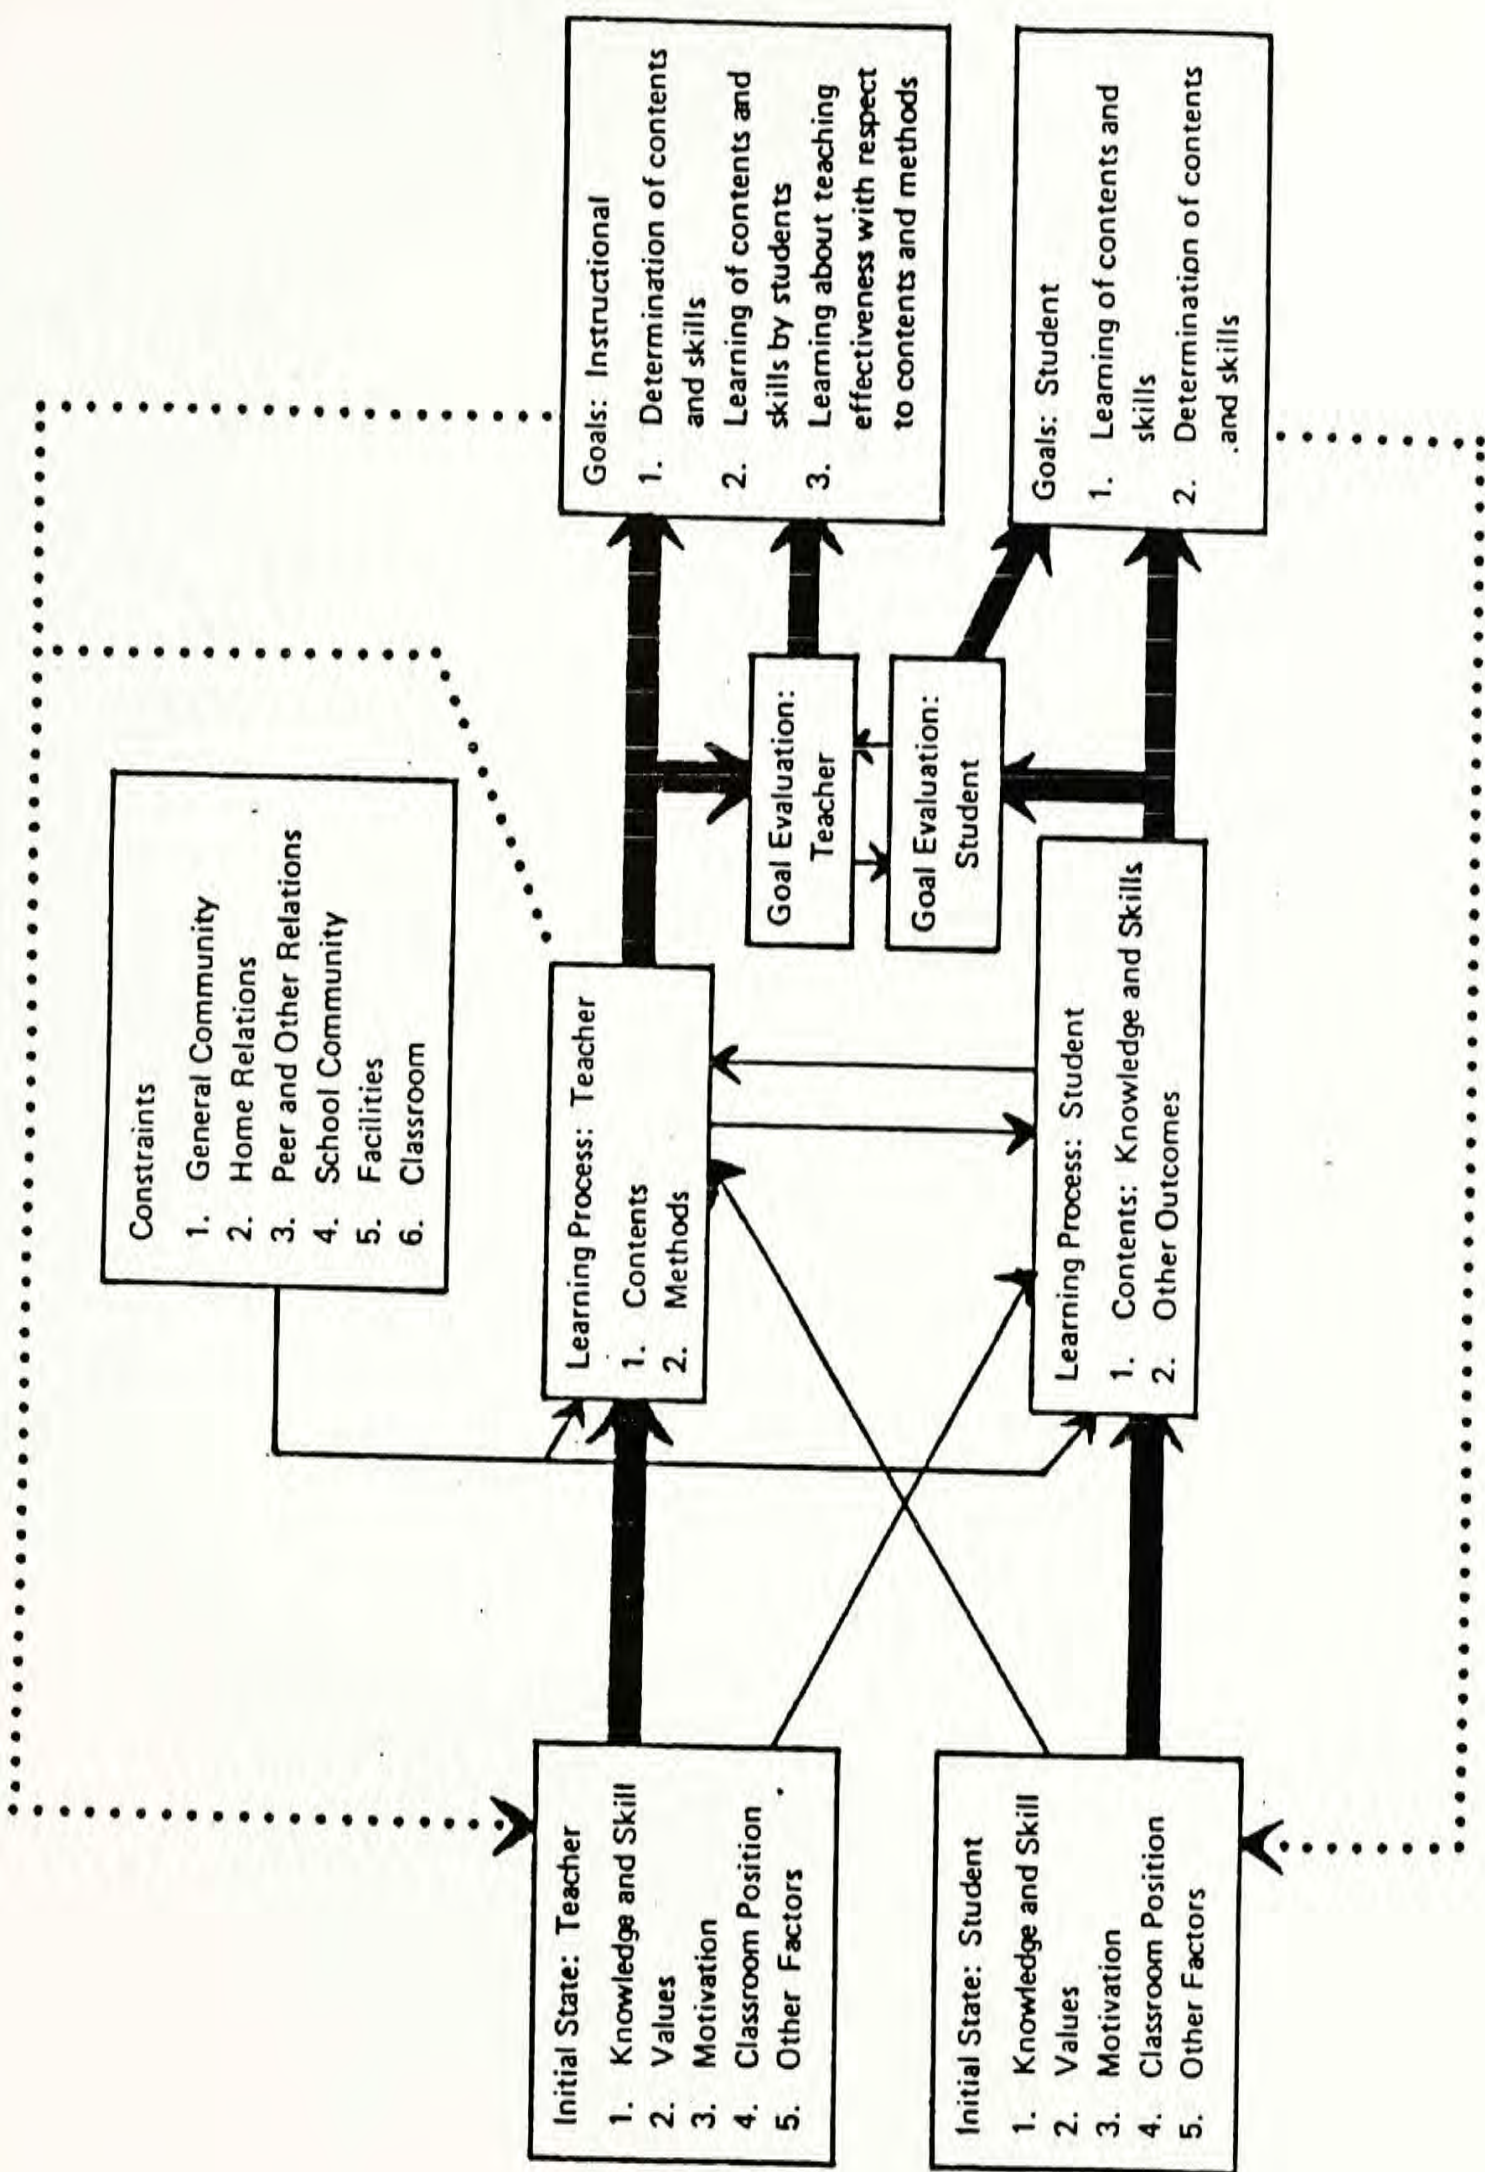 Constraints
1. General Community
2. Home Relations
3. Peer and Other Relations
4. School Community
5. Facilities
6. Classroom
Initial State: Teacher
1. Knowledge and Skill
2. Values
3. Motivation
4. Classroom Position
5. Other Factors
Learning Process: Teacher
1. Contents
2. Methods
Goals: Instructional
1. Determination of contents
and skills
2. Learning of contents and
skills by students
3. Learning about teaching
effectiveness with respect
to contents and methods
Goal Evaluation:
Teacher
Goal Evaluation:
Student
Initial State: Student
1. Knowledge and Skill
2. Values
3. Motivation
4. Classroom Position
5. Other Factors
Learning Process: Student
1. Contents: Knowledge and Skills
2. Other Outcomes
Goals: Student
1. Learning of contents and
skills
2. Determination of contents
and skills